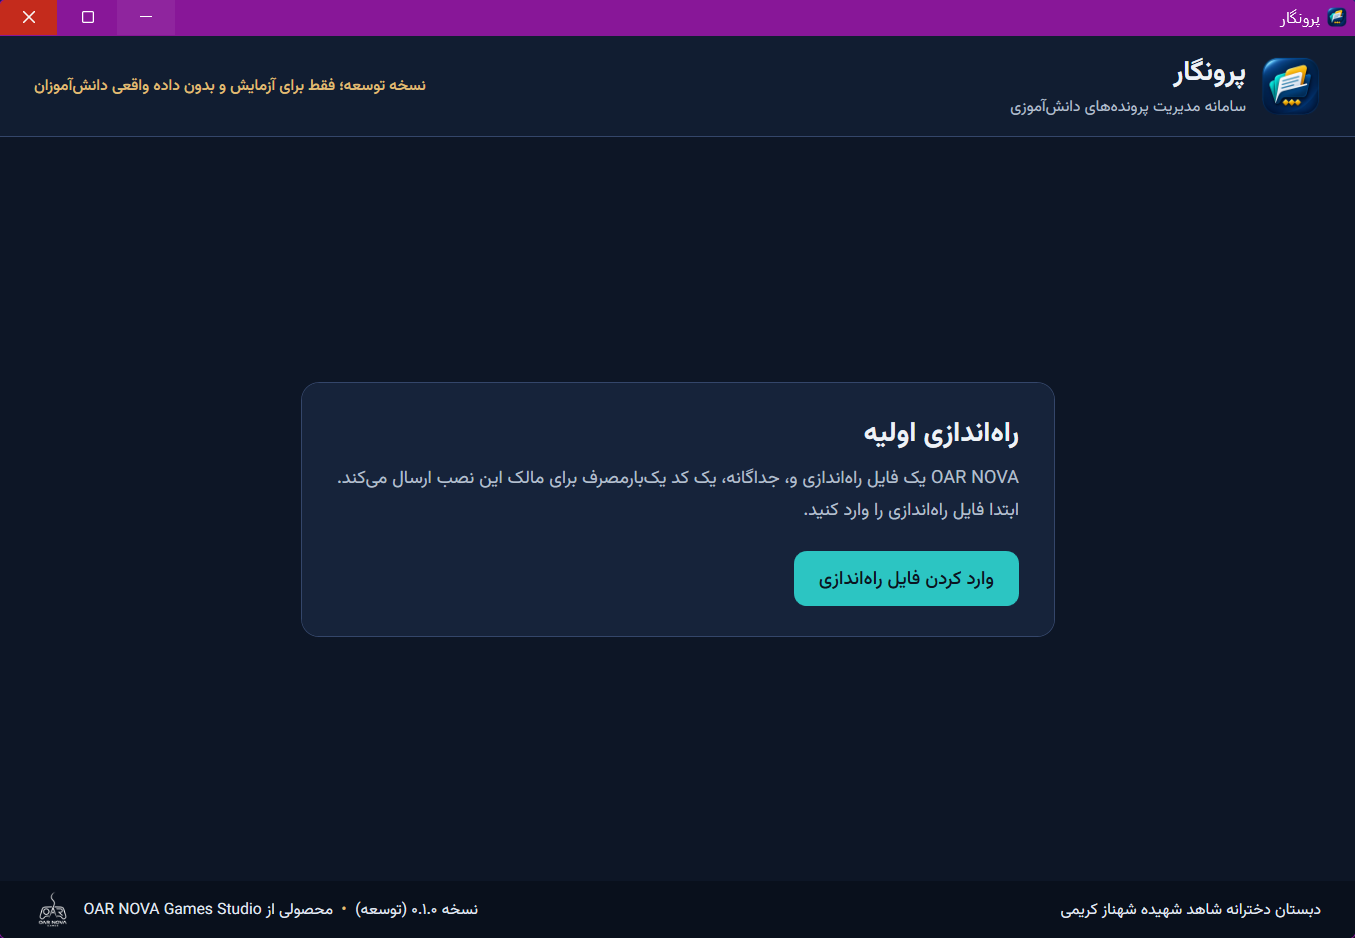 پرونگار
پرونگار
سامانه مدیریت پرونده‌های دانش‌آموزی
نسخه توسعه؛ فقط برای آزمایش و بدون داده واقعی دانش‌آموزان
راه‌اندازی اولیه
OAR NOVA یک فایل راه‌اندازی و، جداگانه، یک کد یک‌بارمصرف برای مالک این نصب ارسال می‌کند.
ابتدا فایل راه‌اندازی را وارد کنید.
وارد کردن فایل راه‌اندازی
دبستان دخترانه شاهد شهیده شهناز کریمی
نسخه ۰.۱.۰ (توسعه) • محصولی از OAR NOVA Games Studio
OAR NOVA
GAMES